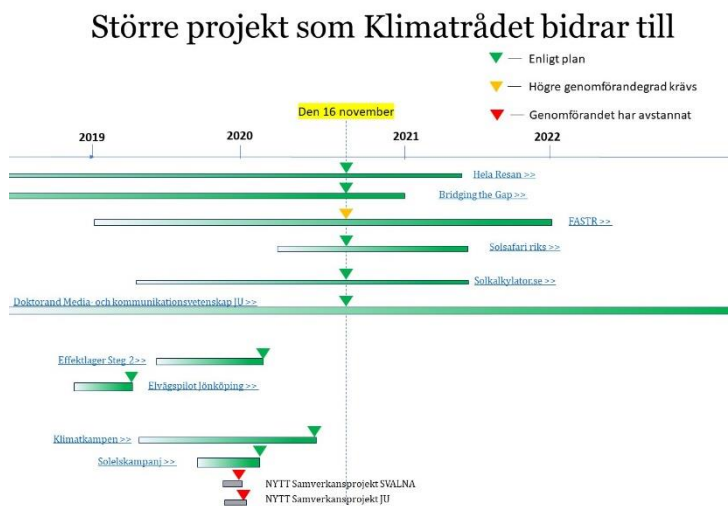 Större projekt som Klimatrådet bidrar till
Enligt plan
Högre genomförandegrad krävs
Genomförandet har avstannat
Den 16 november
2019 2020 2021 2022
Hela Resan >>
Bridging the Gap >>
FASTR >>
Solsafari riks >>
Solkalkylator.se >>
Doktorand Media- och kommunikationsvetenskap JU >>
Effektlager Steg 2>>
Elvägspilot Jönköping >>
Klimatkampen >>
Solelskampanj >>
NYTT Samverkansprojekt SVALNA
NYTT Samverkansprojekt JU